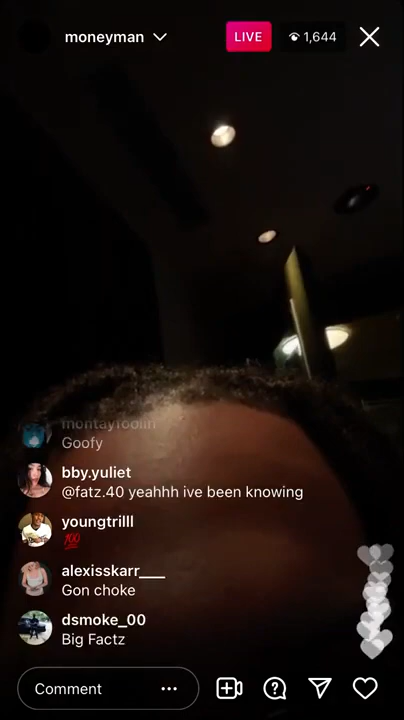 moneyman
LIVE
1,644
montayfoolin
Goofy
bby.yuliet
@fatz.40 yeahhh ive been knowing
youngtrilll
💯
alexisskarr___
Gon choke
dsmoke_00
Big Factz
Comment